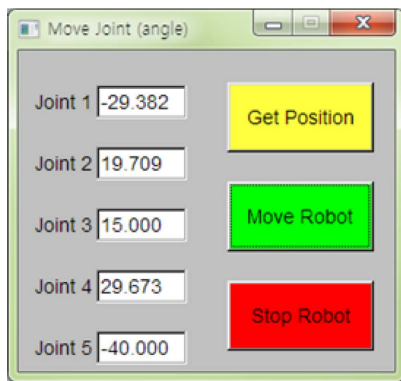 Move Joint (angle)
Joint 1 -29.382
Get Position
Joint 2 19.709
Joint 3 15.000
Move Robot
Joint 4 29.673
Stop Robot
Joint 5 -40.000